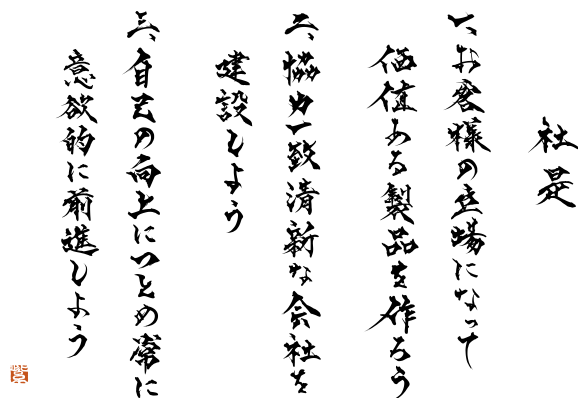 社是
一、お客様の立場になって
価値ある製品を作ろう
二、協力一致清新な会社を
建設しよう
三、自己の向上につとめ常に
意欲的に前進しよう